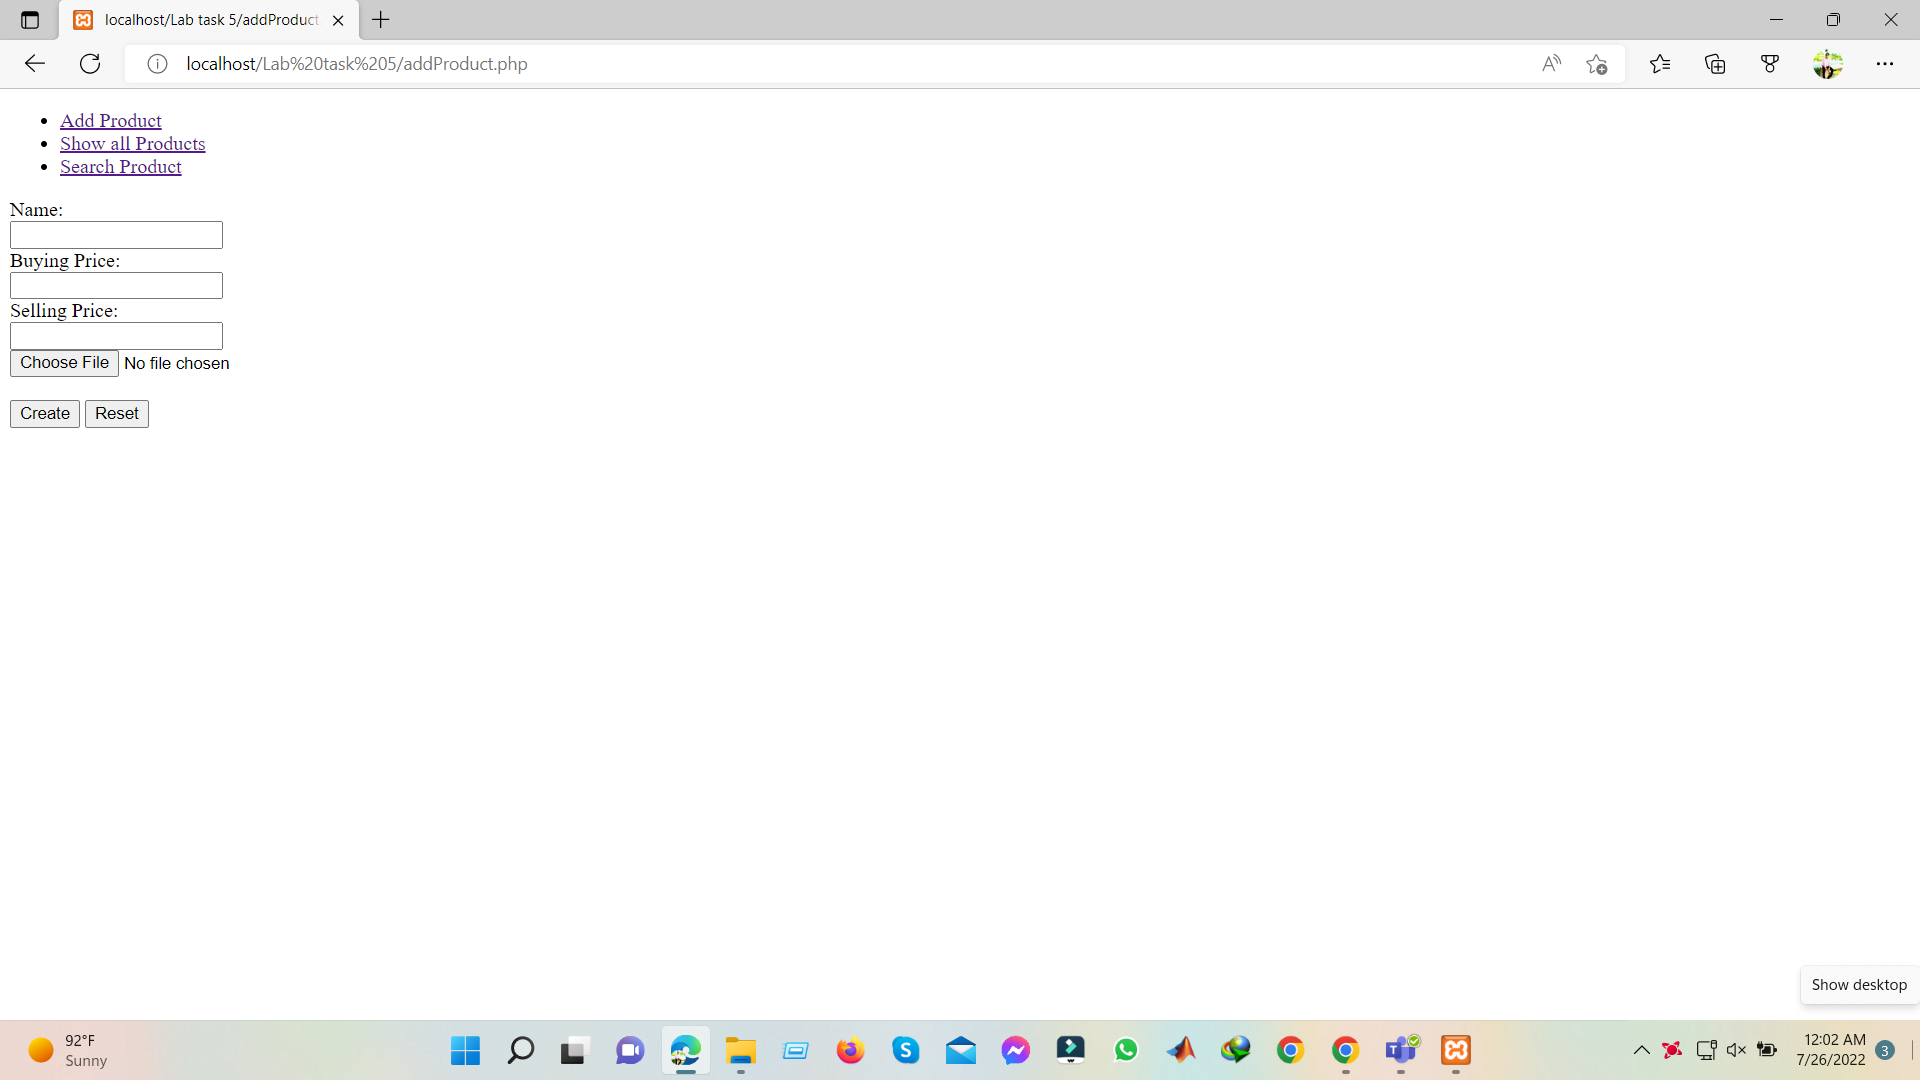 localhost/Lab task 5/addProduct
localhost/Lab%20task%205/addProduct.php
Add Product
Show all Products
Search Product
Name:
Buying Price:
Selling Price:
Choose File No file chosen
Create Reset
Show desktop
92°F
Sunny
12:02 AM
7/26/2022
3